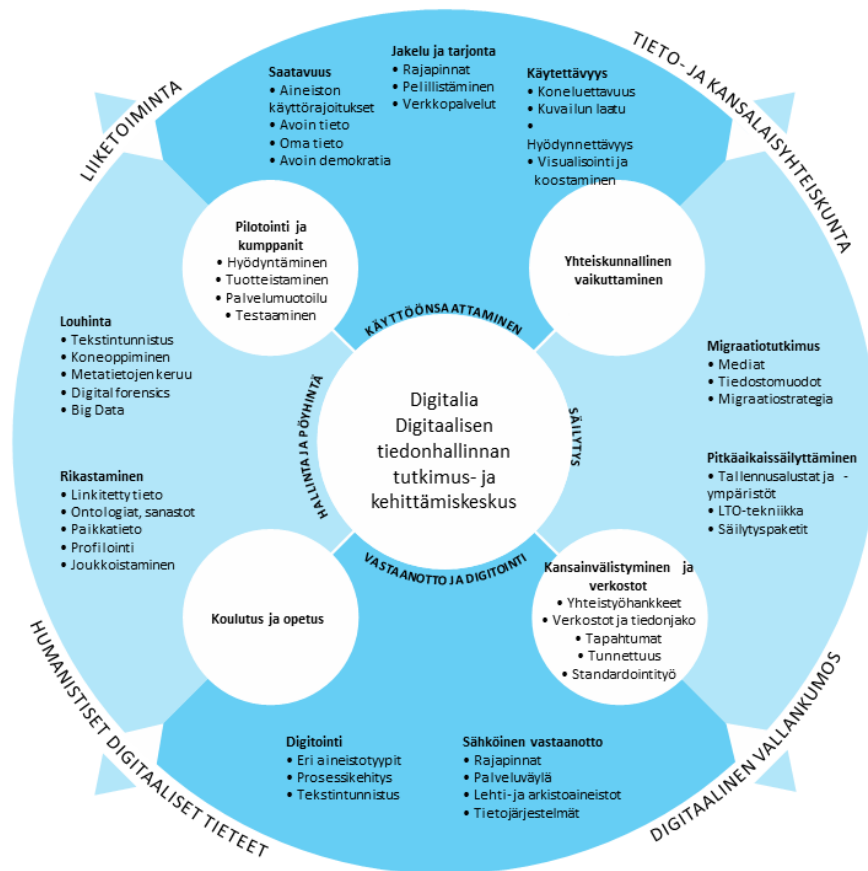 LIIKETOIMINTA
TIETO- JA KANSALAISYHTEISKUNTA
Saatavuus
• Aineiston
käyttörajoitukset
• Avoin tieto
• Oma tieto
• Avoin demokratia
Jakelu ja tarjonta
• Rajapinnat
• Pelillistäminen
• Verkkopalvelut
Käytettävyys
• Koneluettavuus
• Kuvailun laatu
•
Hyödynnettävyys
• Visualisointi ja
koostaminen
Pilotointi ja
kumppanit
• Hyödyntäminen
• Tuotteistaminen
• Palvelumuotoilu
• Testaaminen
Yhteiskunnallinen
vaikuttaminen
Louhinta
• Tekstintunnistus
• Koneoppiminen
• Metatietojen keruu
• Digital forensics
• Big Data
Rikastaminen
• Linkitetty tieto
• Ontologiat, sanastot
• Paikkatieto
• Profilointi
• Joukkoistaminen
KÄYTTÖÖNSAATTAMINEN
HALLINTA JA PÖYHINTÄ
Digitalia
Digitaalisen
tiedonhallinnan
tutkimus- ja
kehittämiskeskus
SÄILYTYS
VASTAANOTTO JA DIGITOINTI
Migraatiotutkimus
• Mediat
• Tiedostomuodot
• Migraatiostrategia
Pitkäaikaissäilyttäminen
• Tallennusalustat ja -
ympäristöt
• LTO-tekniikka
• Säilytyspaketit
Koulutus ja opetus
Kansainvälistyminen ja
verkostot
• Yhteistyöhankkeet
• Verkostot ja tiedonjako
• Tapahtumat
• Tunnettuus
• Standardointityö
Digitointi
• Eri aineistotyypit
• Prosessikehitys
• Tekstintunnistus
Sähköinen vastaanotto
• Rajapinnat
• Palveluväylä
• Lehti- ja arkistoaineistot
• Tietojärjestelmät
HUMANISTISET DIGITAALISET TIETEET
DIGITAALINEN VALLANKUMOS